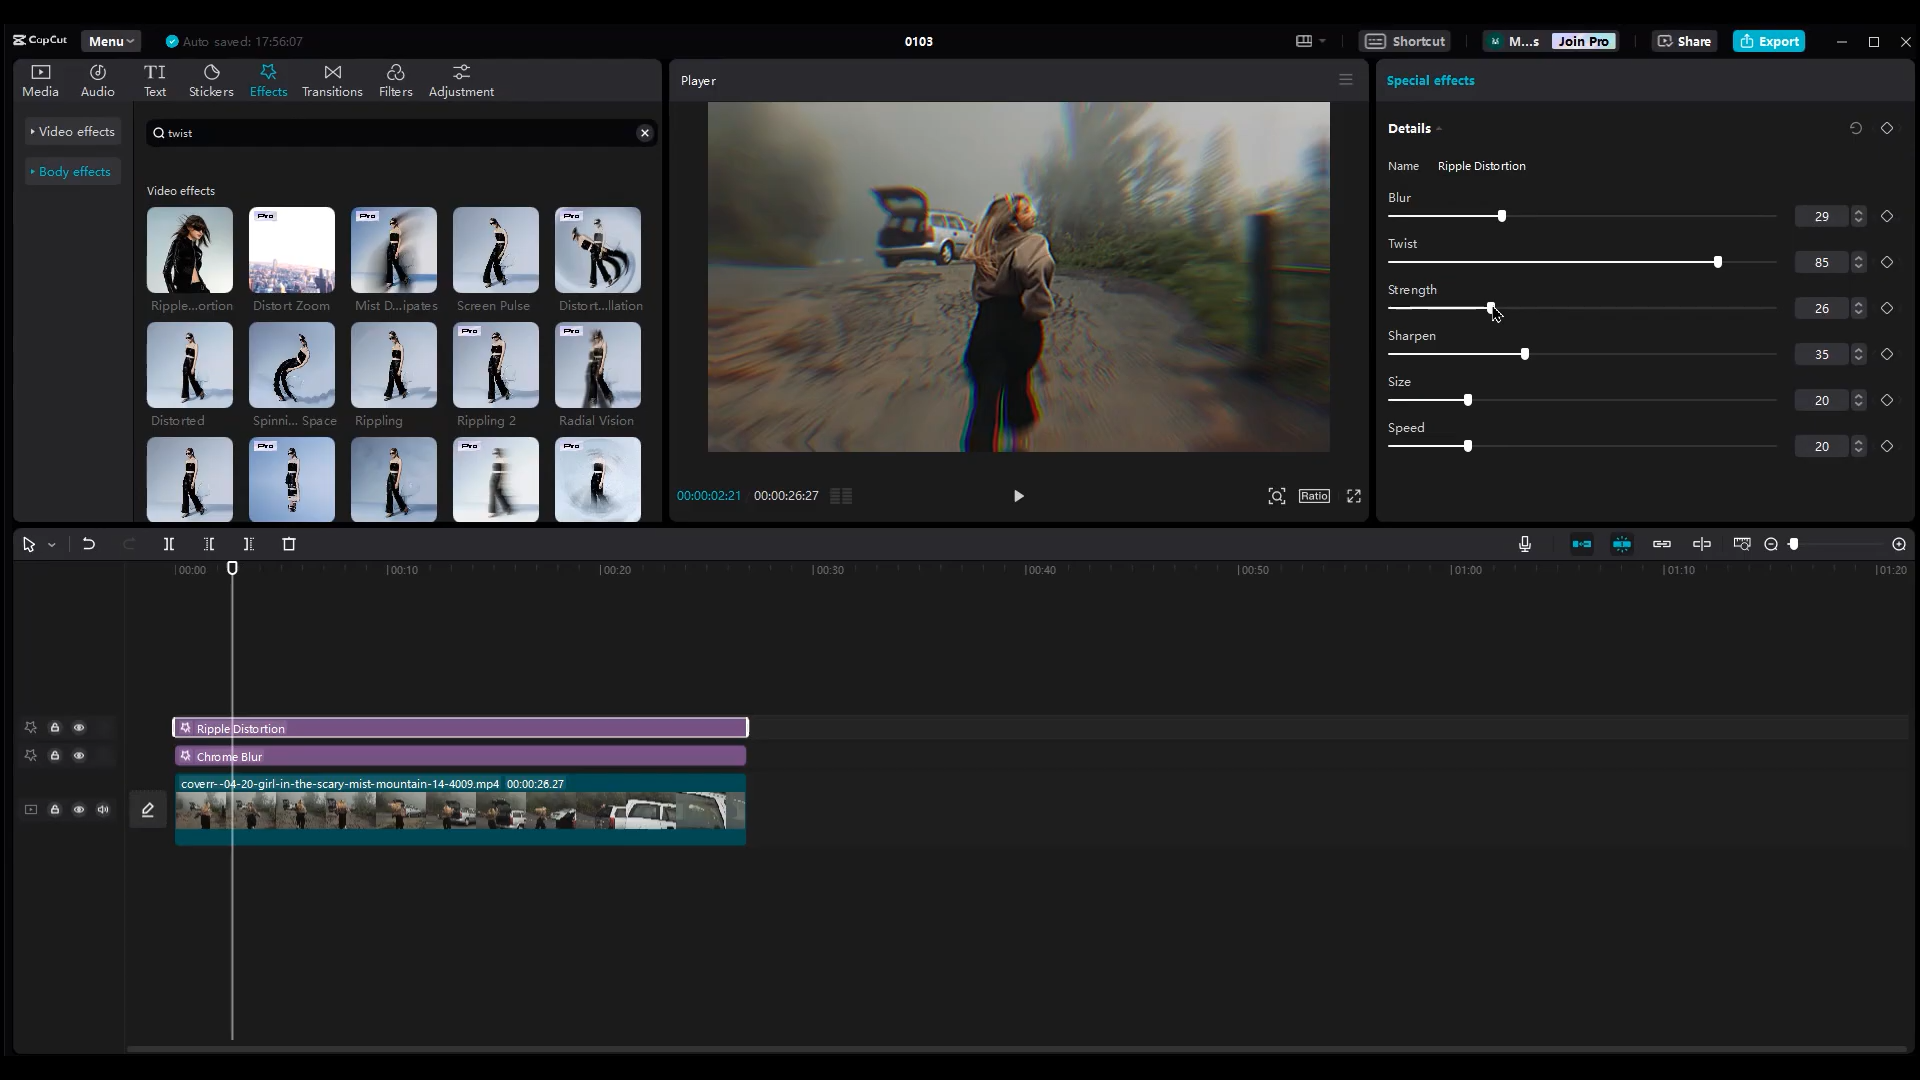 CapCut
Menu
Auto saved: 17:56:07
0103
Shortcut
M...s
Join Pro
Share
Export
Media
Audio
TI
Text
Stickers
Effects
Transitions
Filters
Adjustment
Video effects
Body effects
twist
Video effects
Pro
Pro
Pro
Ripple...ortion
Distort Zoom
Mist D...ipates
Screen Pulse
Distort...llation
Pro
Pro
Distorted
Spinni... Space
Rippling
Rippling 2
Radial Vision
Pro
Pro
Pro
Player
00:00:02:21
00:00:26:27
Ratio
Special effects
Details
Name
Ripple Distortion
Blur
29
Twist
85
Strength
26
Sharpen
35
Size
20
Speed
20
00:00
00:10
00:20
00:30
00:40
00:50
01:00
01:10
01:20
Ripple Distortion
Chrome Blur
coverr--04-20-girl-in-the-scary-mist-mountain-14-4009.mp4 00:00:26.27